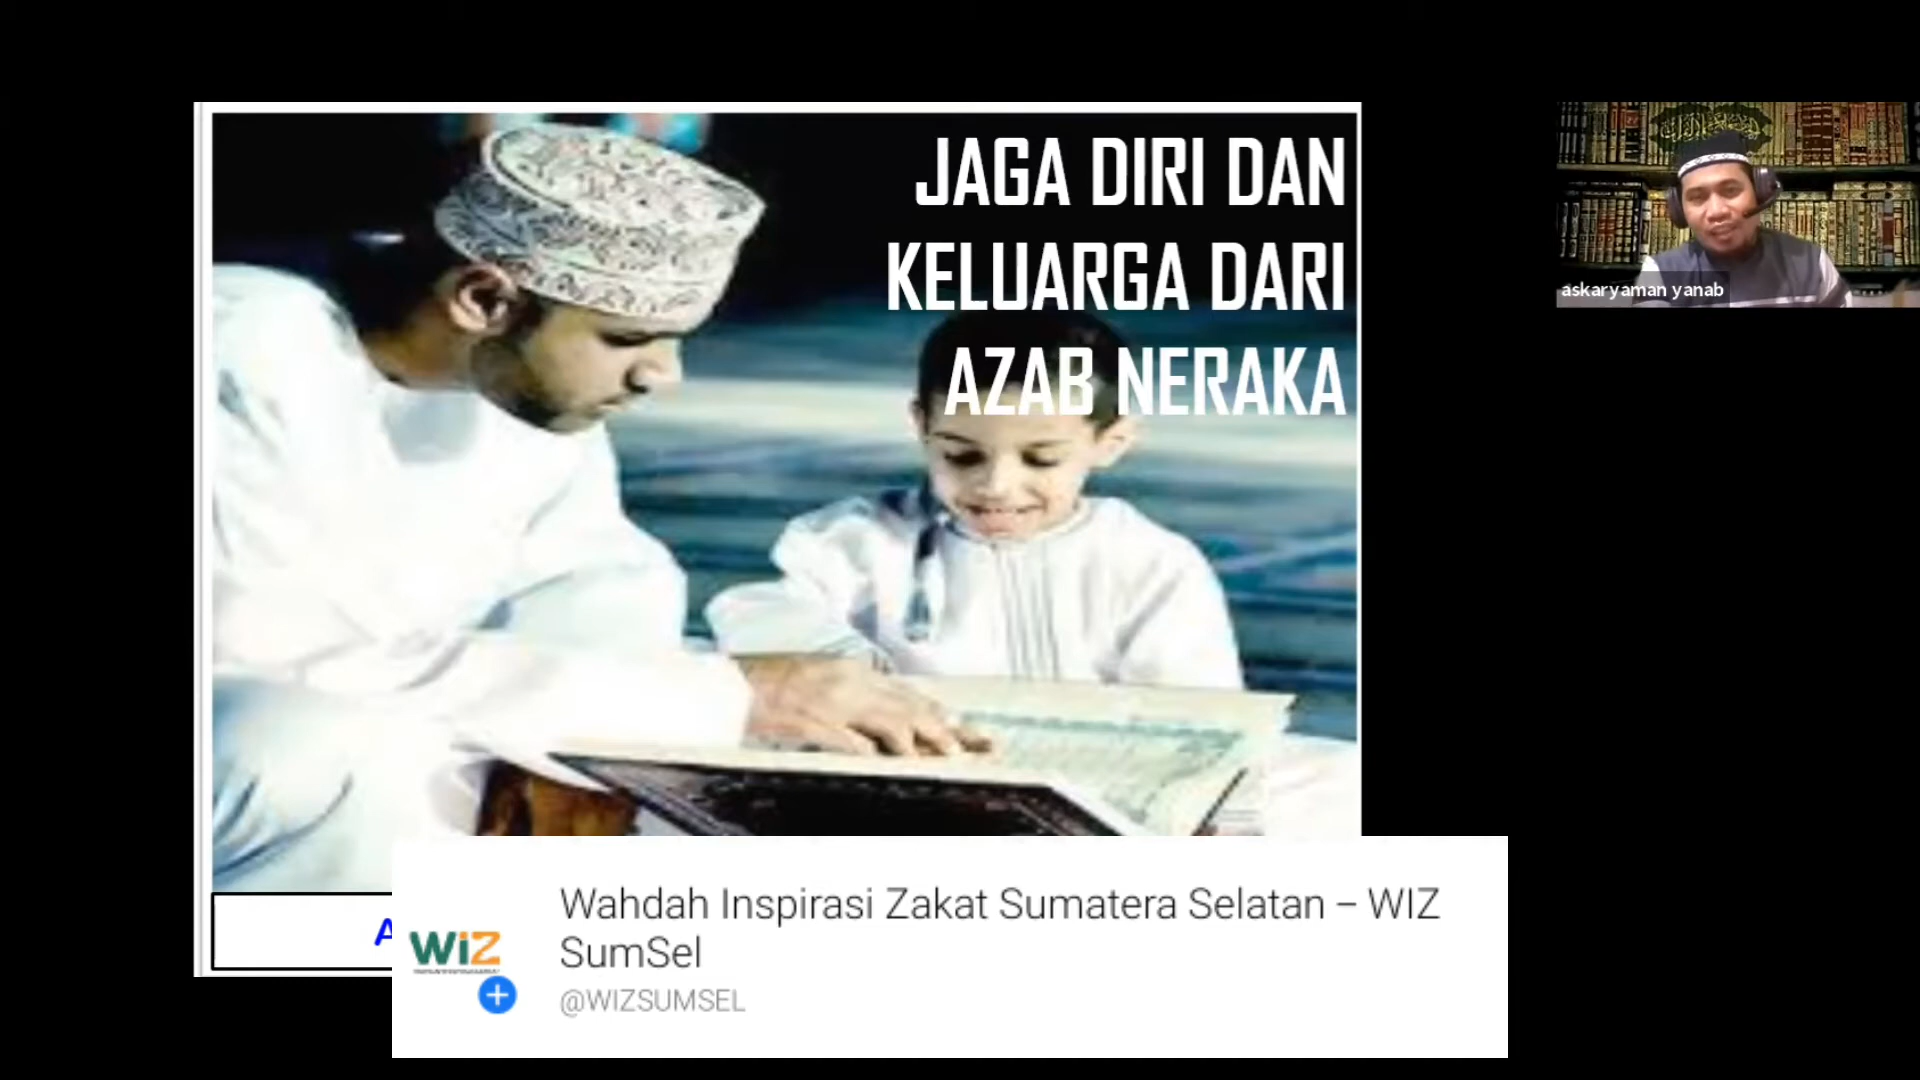 JAGA DIRI DAN
KELUARGA DARI
AZAB NERAKA
askaryaman yanab
A
WiZ
Wahdah Inspirasi Zakat Sumatera Selatan – WIZ
SumSel
@WIZSUMSEL